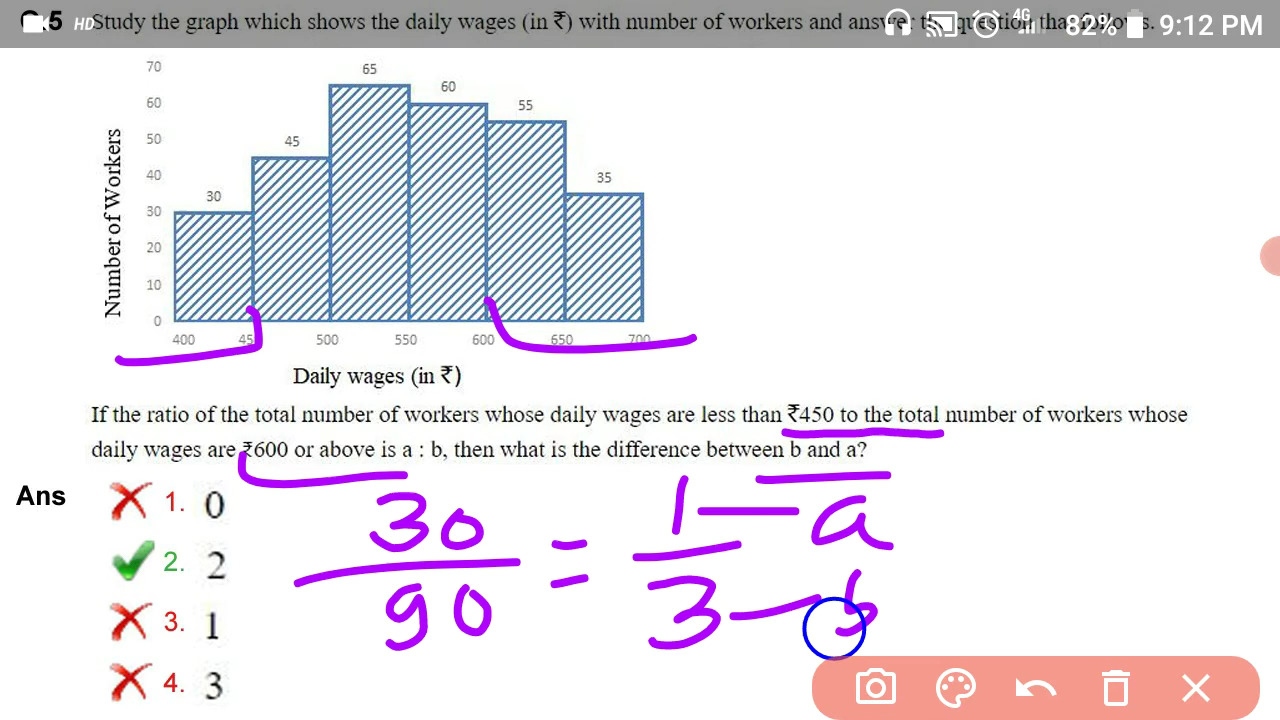 Q.5 Study the graph which shows the daily wages (in ₹) with number of workers and answer the question that follows.
HD 4G 82% 9:12 PM
70
65
60
60
55
50
45
40
35
30
30
20
10
0
Number of Workers
400 45 500 550 600 650 700
Daily wages (in ₹)
If the ratio of the total number of workers whose daily wages are less than ₹450 to the total number of workers whose
daily wages are ₹600 or above is a : b, then what is the difference between b and a?
Ans
1. 0
2. 2
3. 1
4. 3
30 = 1 — a
90 3 — b